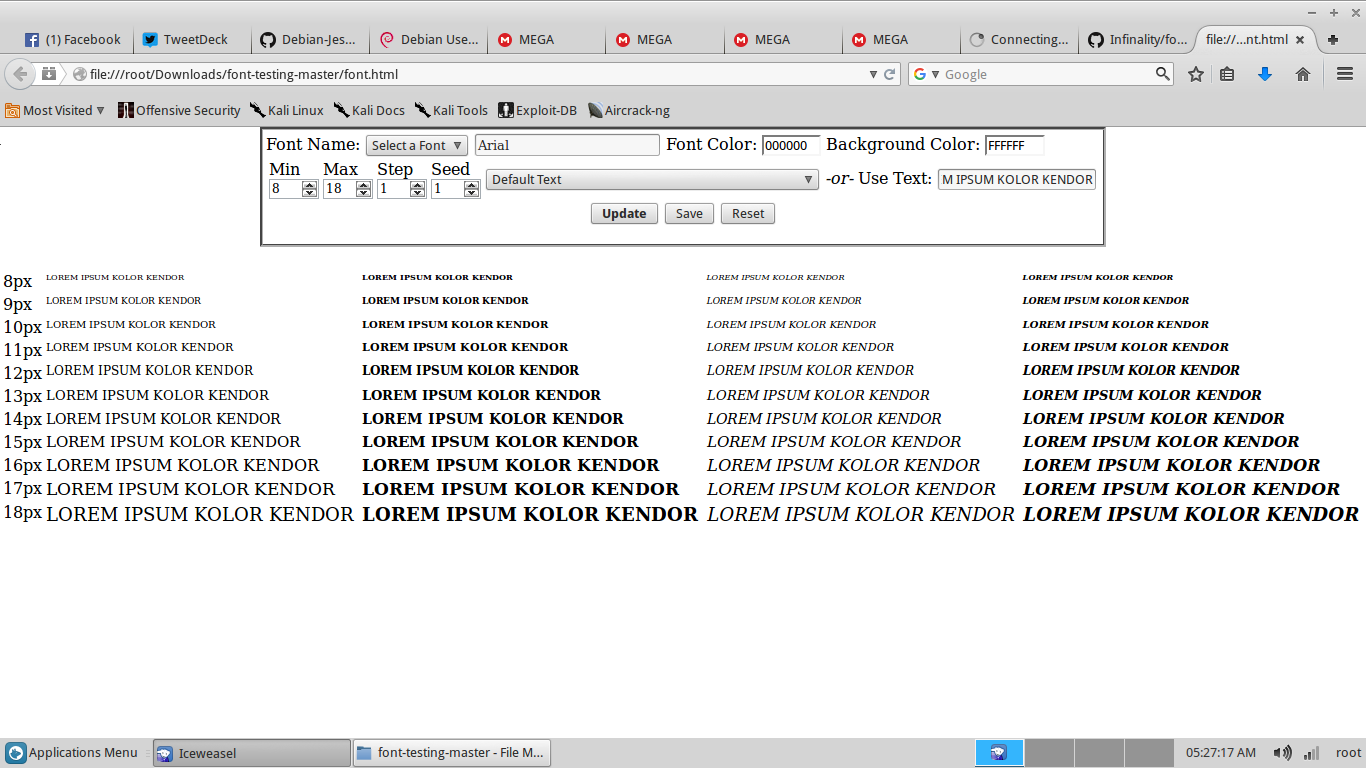 (1) Facebook TweetDeck Debian-Jes... Debian Use... MEGA MEGA MEGA MEGA Connecting... Infinality/fo... file://...nt.html
file:///root/Downloads/font-testing-master/font.html Google
Most Visited Offensive Security Kali Linux Kali Docs Kali Tools Exploit-DB Aircrack-ng
Font Name: Select a Font Arial Font Color: 000000 Background Color: FFFFFF
Min Max Step Seed
8 18 1 1 Default Text -or- Use Text: M IPSUM KOLOR KENDOR
Update Save Reset
8px LOREM IPSUM KOLOR KENDOR LOREM IPSUM KOLOR KENDOR LOREM IPSUM KOLOR KENDOR LOREM IPSUM KOLOR KENDOR
9px LOREM IPSUM KOLOR KENDOR LOREM IPSUM KOLOR KENDOR LOREM IPSUM KOLOR KENDOR LOREM IPSUM KOLOR KENDOR
10px LOREM IPSUM KOLOR KENDOR LOREM IPSUM KOLOR KENDOR LOREM IPSUM KOLOR KENDOR LOREM IPSUM KOLOR KENDOR
11px LOREM IPSUM KOLOR KENDOR LOREM IPSUM KOLOR KENDOR LOREM IPSUM KOLOR KENDOR LOREM IPSUM KOLOR KENDOR
12px LOREM IPSUM KOLOR KENDOR LOREM IPSUM KOLOR KENDOR LOREM IPSUM KOLOR KENDOR LOREM IPSUM KOLOR KENDOR
13px LOREM IPSUM KOLOR KENDOR LOREM IPSUM KOLOR KENDOR LOREM IPSUM KOLOR KENDOR LOREM IPSUM KOLOR KENDOR
14px LOREM IPSUM KOLOR KENDOR LOREM IPSUM KOLOR KENDOR LOREM IPSUM KOLOR KENDOR LOREM IPSUM KOLOR KENDOR
15px LOREM IPSUM KOLOR KENDOR LOREM IPSUM KOLOR KENDOR LOREM IPSUM KOLOR KENDOR LOREM IPSUM KOLOR KENDOR
16px LOREM IPSUM KOLOR KENDOR LOREM IPSUM KOLOR KENDOR LOREM IPSUM KOLOR KENDOR LOREM IPSUM KOLOR KENDOR
17px LOREM IPSUM KOLOR KENDOR LOREM IPSUM KOLOR KENDOR LOREM IPSUM KOLOR KENDOR LOREM IPSUM KOLOR KENDOR
18px LOREM IPSUM KOLOR KENDOR LOREM IPSUM KOLOR KENDOR LOREM IPSUM KOLOR KENDOR LOREM IPSUM KOLOR KENDOR
Applications Menu Iceweasel font-testing-master - File M... 05:27:17 AM root